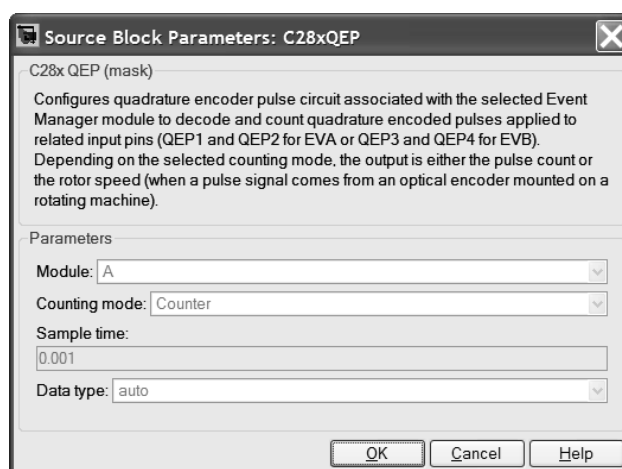 Source Block Parameters: C28xQEP
C28x QEP (mask)
Configures quadrature encoder pulse circuit associated with the selected Event
Manager module to decode and count quadrature encoded pulses applied to
related input pins (QEP1 and QEP2 for EVA or QEP3 and QEP4 for EVB).
Depending on the selected counting mode, the output is either the pulse count or
the rotor speed (when a pulse signal comes from an optical encoder mounted on a
rotating machine).
Parameters
Module: A
Counting mode: Counter
Sample time:
0.001
Data type: auto
OK Cancel Help